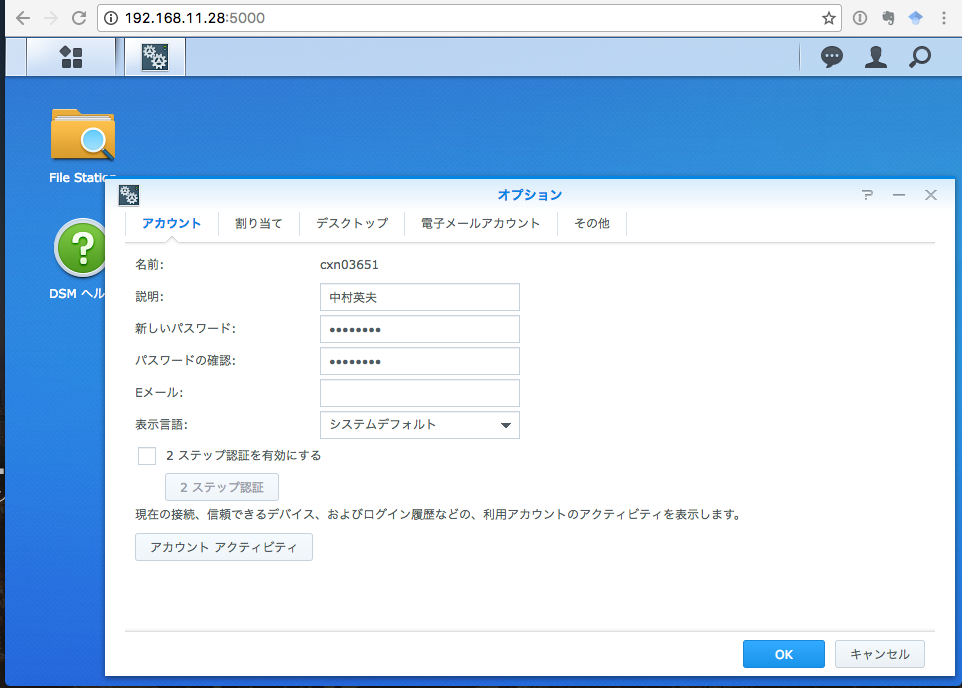 192.168.11.28:5000
File Statio
DSM ヘル
オプション
アカウント 割り当て デスクトップ 電子メールアカウント その他
名前: cxn03651
説明: 中村英夫
新しいパスワード: ••••••••
パスワードの確認: ••••••••
Eメール:
表示言語: システムデフォルト
2 ステップ認証を有効にする
2 ステップ認証
現在の接続、信頼できるデバイス、およびログイン履歴などの、利用アカウントのアクティビティを表示します。
アカウント アクティビティ
OK キャンセル